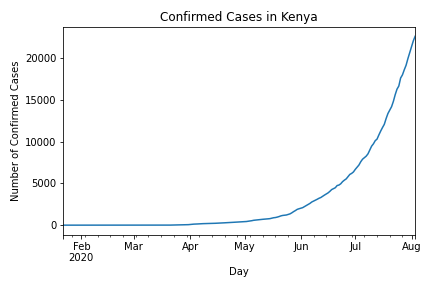 Confirmed Cases in Kenya
Number of Confirmed Cases
20000
15000
10000
5000
0
Feb
2020
Mar
Apr
May
Jun
Jul
Aug
Day